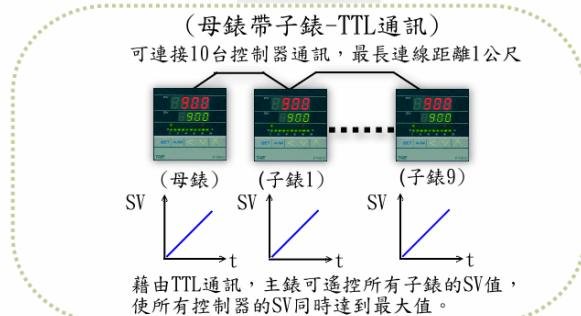 (母錶帶子錶-TTL通訊)
可連接10台控制器通訊，最長連線距離1公尺
900 900 900
900 900 900
SET A/M SET A/M SET A/M
(母錶) (子錶1) (子錶9)
SV SV SV
t t t
藉由TTL通訊，主錶可遙控所有子錶的SV值，
使所有控制器的SV同時達到最大值。